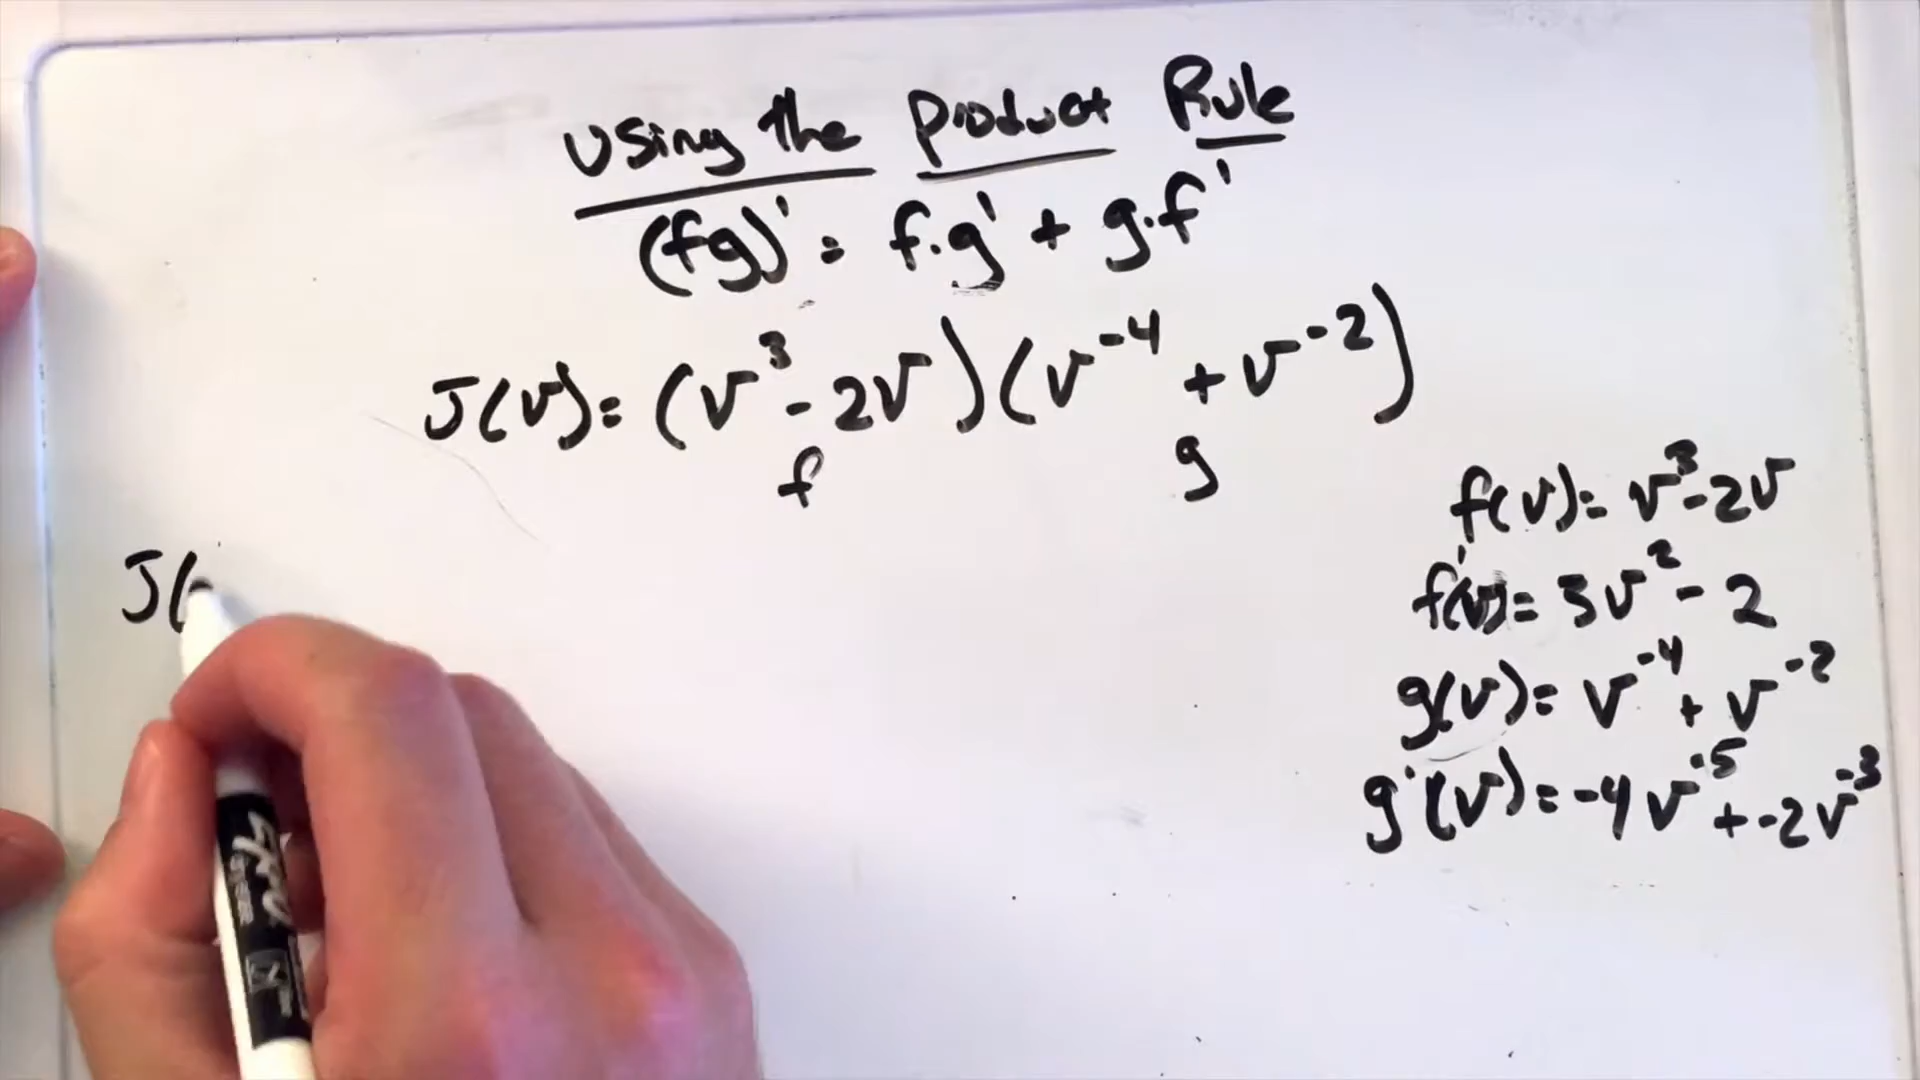 Using the Product Rule
(fg)' = f·g' + g·f'
J(v) = (v³ - 2v)(v⁻⁴ + v⁻²)
f g
f(v) = v³ - 2v
f'(v) = 3v² - 2
g(v) = v⁻⁴ + v⁻²
g'(v) = -4v⁻⁵ + -2v⁻³
J(